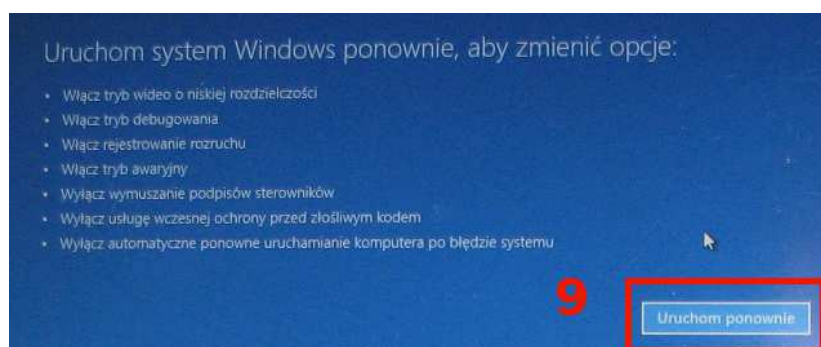 Uruchom system Windows ponownie, aby zmienić opcje:
• Włącz tryb wideo o niskiej rozdzielczości
• Włącz tryb debugowania
• Włącz rejestrowanie rozruchu
• Włącz tryb awaryjny
• Wyłącz wymuszanie podpisów sterowników
• Wyłącz usługę wczesnej ochrony przed złośliwym kodem
• Wyłącz automatyczne ponowne uruchamianie komputera po błędzie systemu
9
Uruchom ponownie